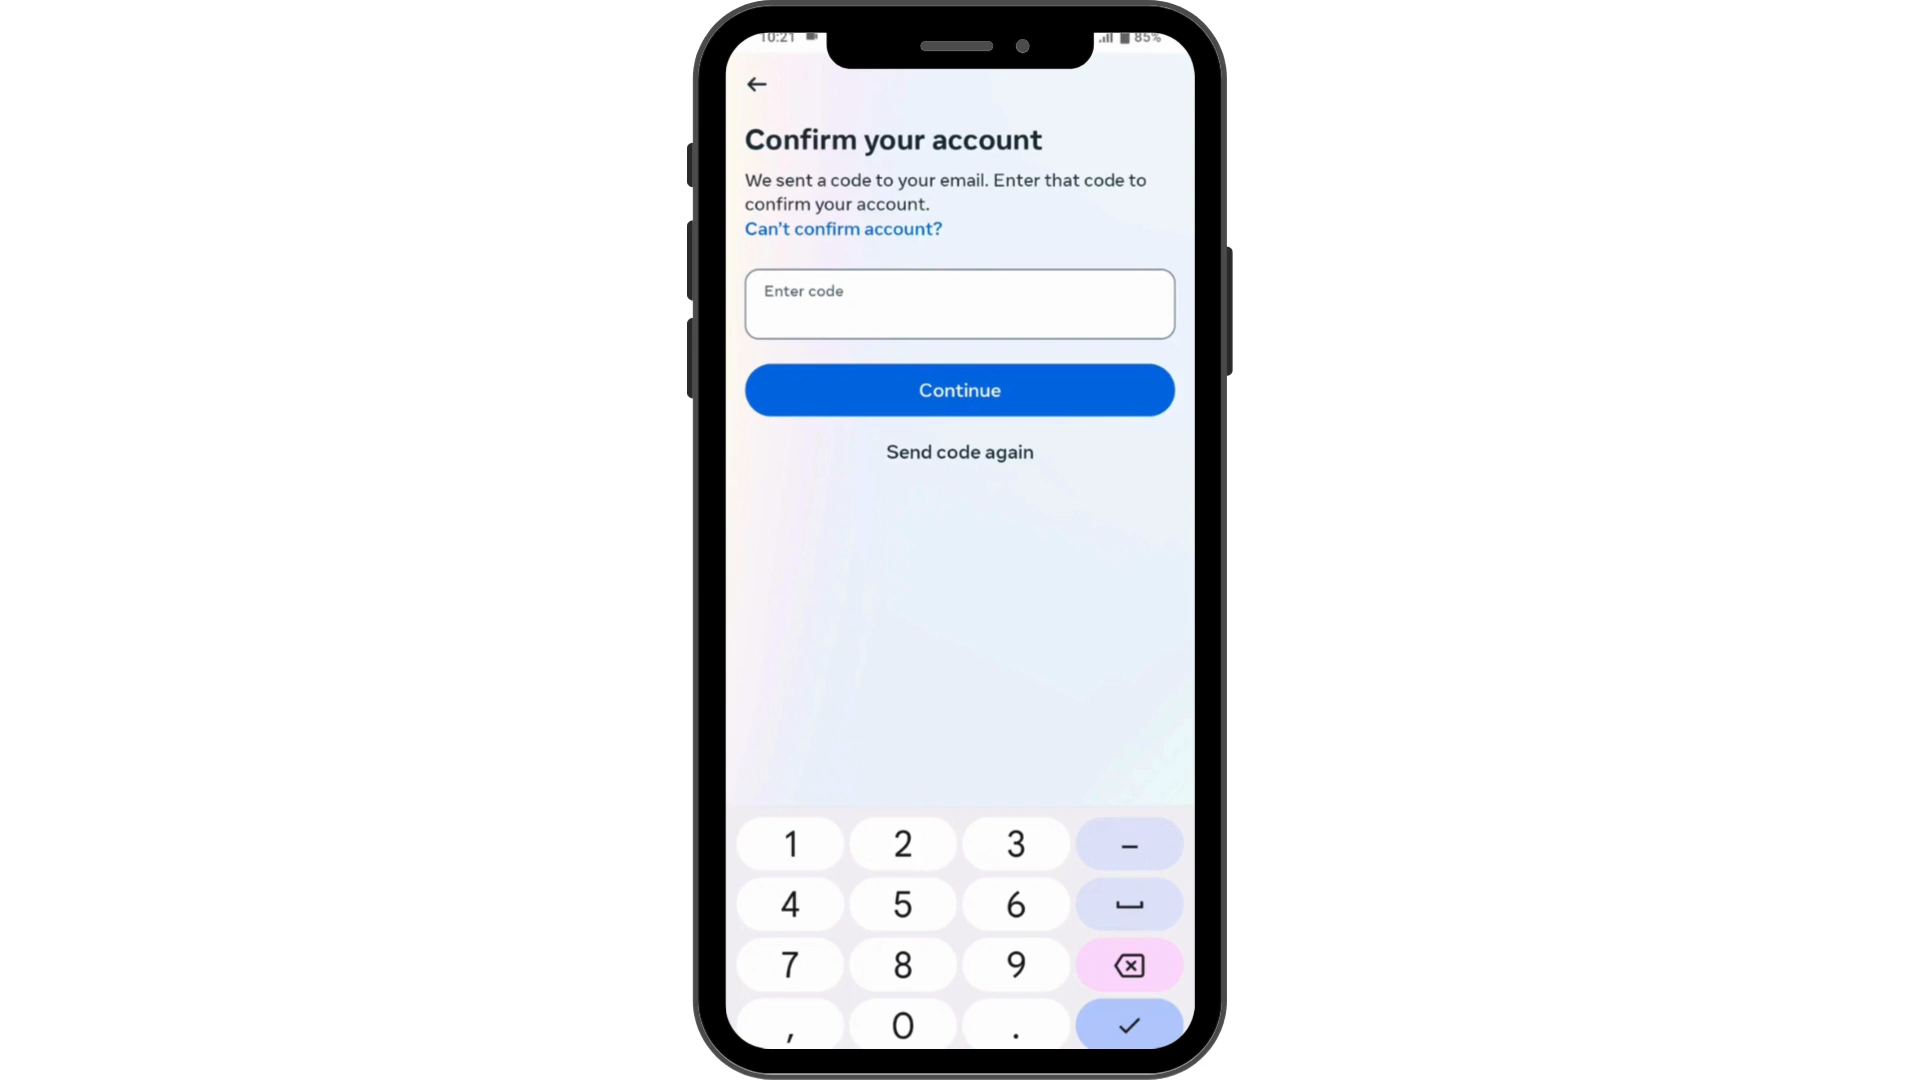 10:21 85%
Confirm your account
We sent a code to your email. Enter that code to
confirm your account.
Can't confirm account?
Enter code
Continue
Send code again
1 2 3 –
4 5 6
7 8 9
, 0 .